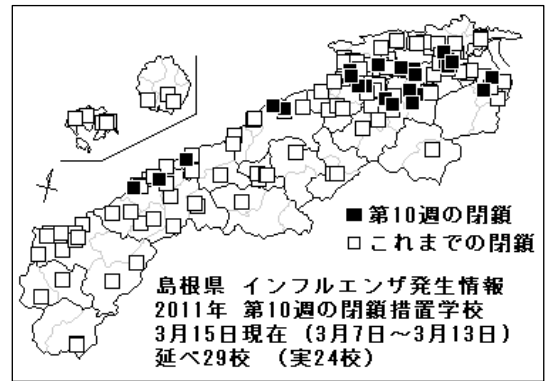 ■第10週の閉鎖
□これまでの閉鎖
島根県 インフルエンザ発生情報
2011年 第10週の閉鎖措置学校
3月15日現在（3月7日～3月13日）
延べ29校 （実24校）